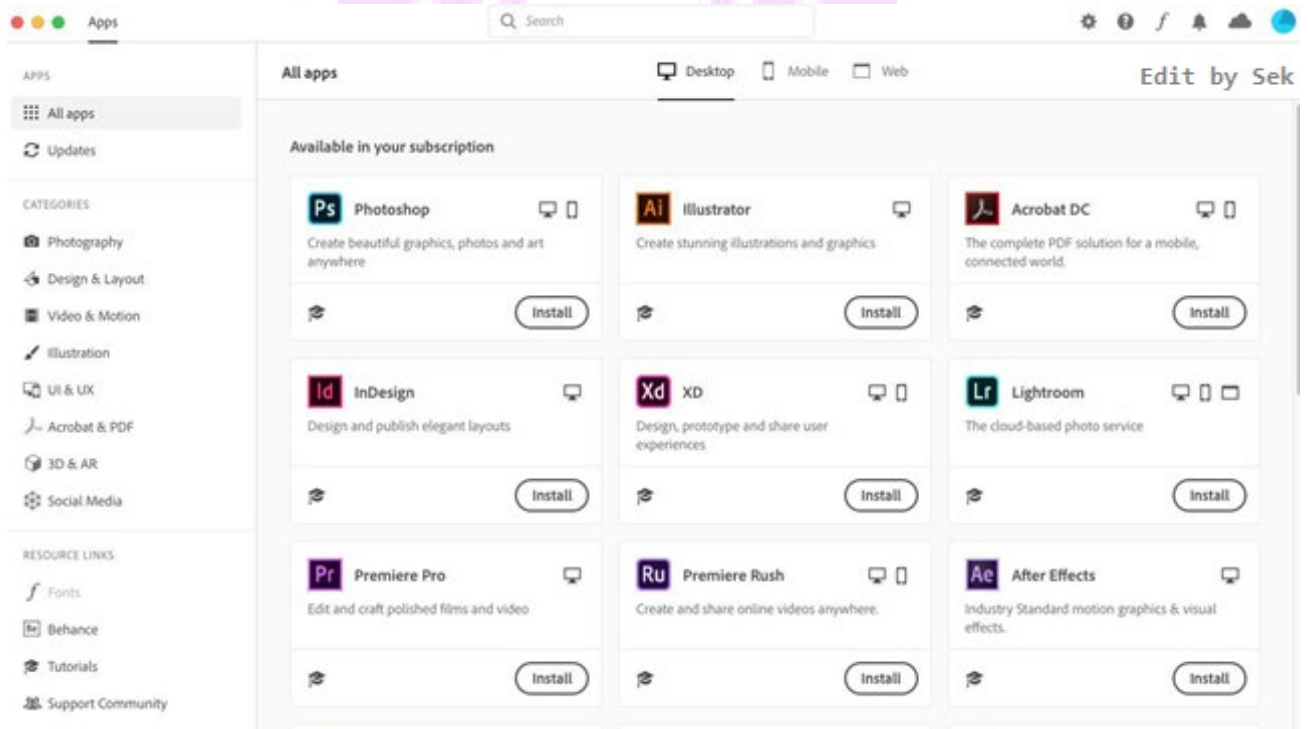 Apps
Search
APPS
All apps
Updates
CATEGORIES
Photography
Design & Layout
Video & Motion
Illustration
UI & UX
Acrobat & PDF
3D & AR
Social Media
RESOURCE LINKS
Fonts
Be Behance
Tutorials
Support Community
All apps
Desktop Mobile Web
Edit by Sek
Available in your subscription
Ps Photoshop
Create beautiful graphics, photos and art
anywhere
Install
Ai Illustrator
Create stunning illustrations and graphics
Install
Acrobat DC
The complete PDF solution for a mobile,
connected world.
Install
Id InDesign
Design and publish elegant layouts
Install
Xd XD
Design, prototype and share user
experiences
Install
Lr Lightroom
The cloud-based photo service
Install
Pr Premiere Pro
Edit and craft polished films and video
Install
Ru Premiere Rush
Create and share online videos anywhere.
Install
Ae After Effects
Industry Standard motion graphics & visual
effects.
Install